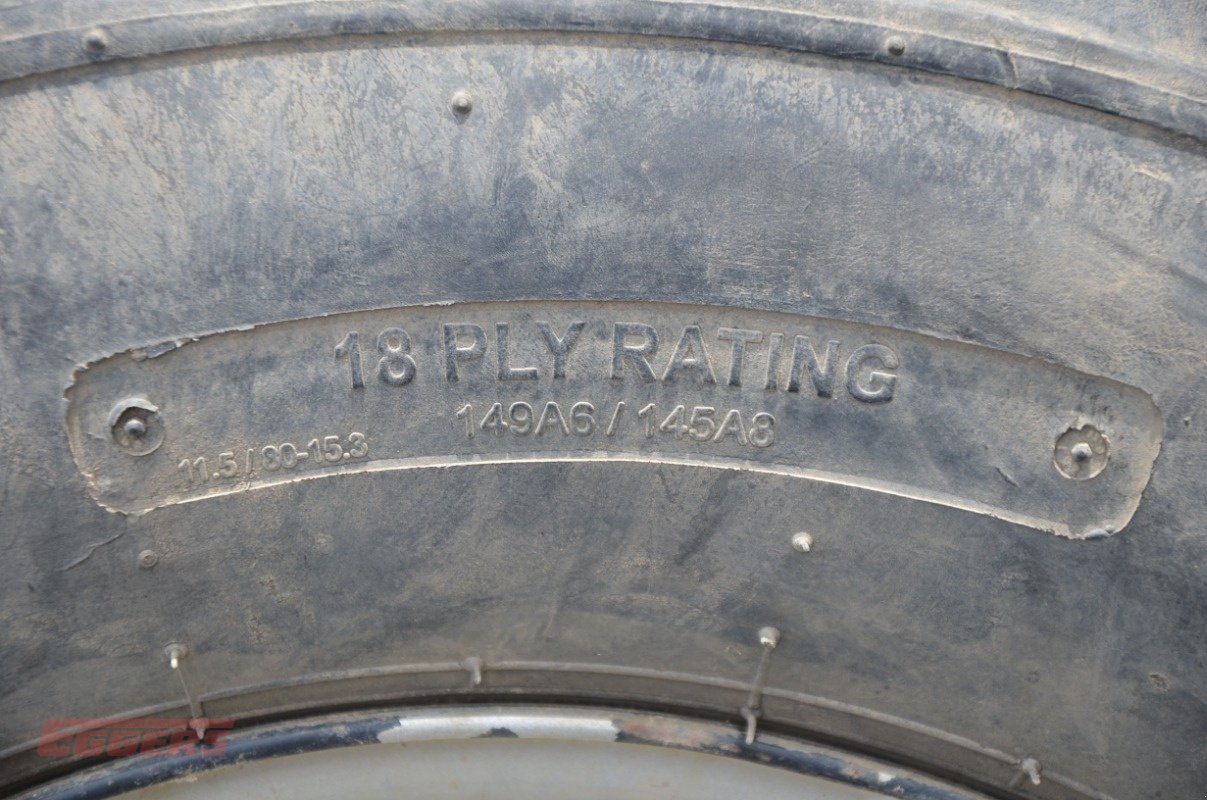 18 PLY RATING
149A6 / 145A8
11.5 / 80-15.3
EGGERS